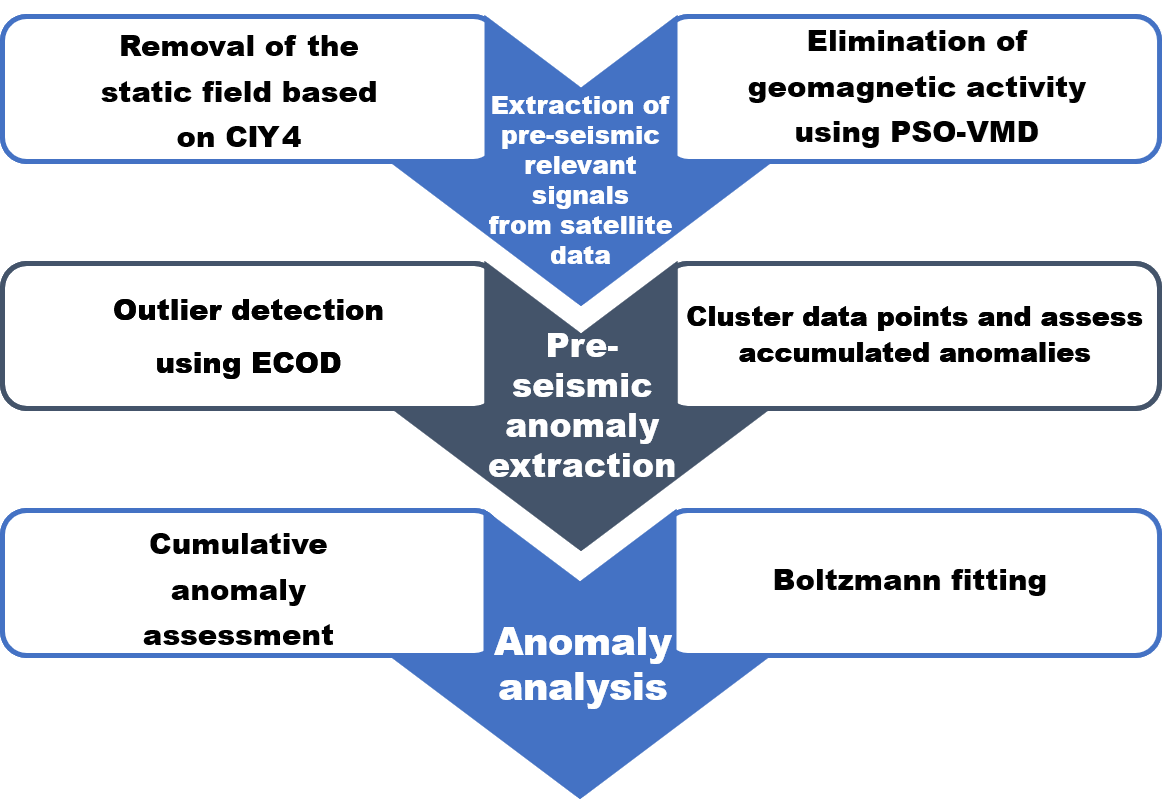 Removal of the
static field based
on CIY4
Extraction of
pre-seismic
relevant
signals
from satellite
data
Elimination of
geomagnetic activity
using PSO-VMD
Outlier detection
using ECOD
Pre-
seismic
anomaly
extraction
Cluster data points and assess
accumulated anomalies
Cumulative
anomaly
assessment
Anomaly
analysis
Boltzmann fitting